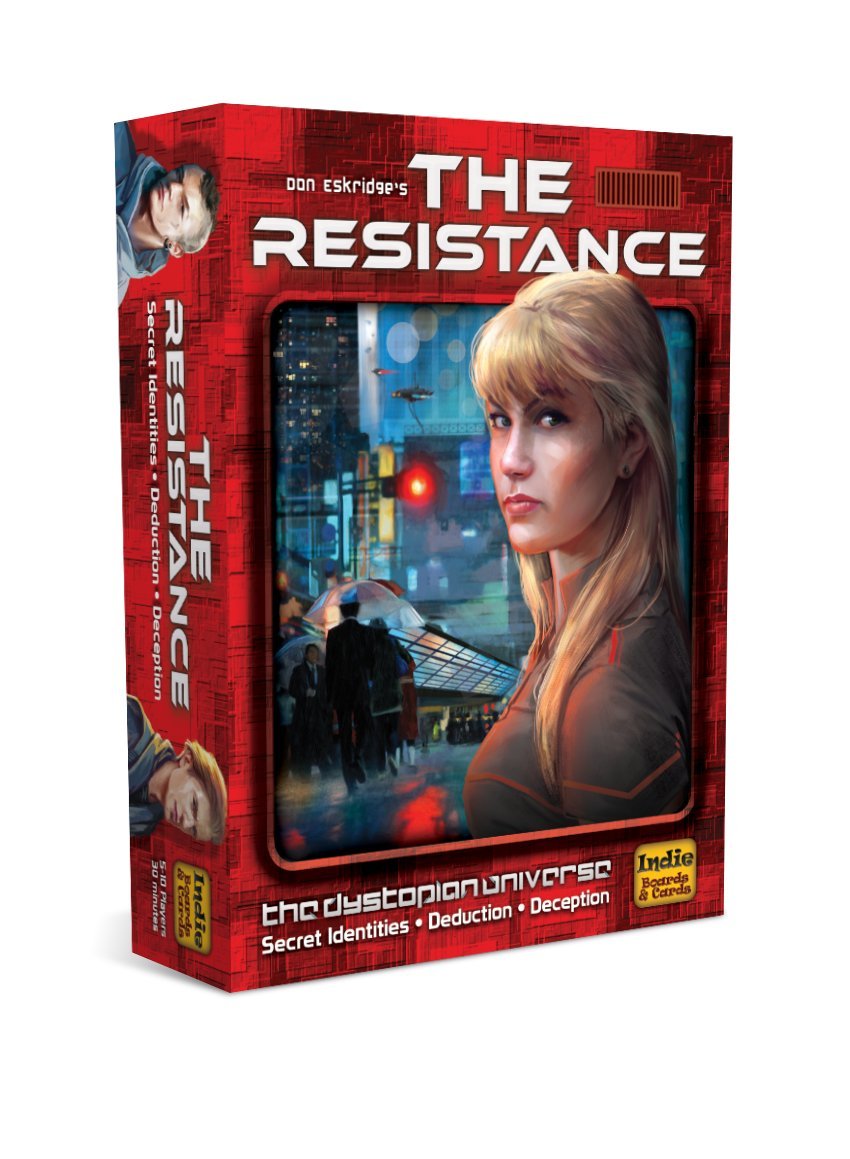 Don Eskridge's
THE
RESISTANCE
the dystopian universe
Secret Identities • Deduction • Deception
Indie
Boards
& Cards
THE
RESISTANCE
Secret Identities • Deduction • Deception
Indie
Boards
& Cards
5-10 Players
30 minutes